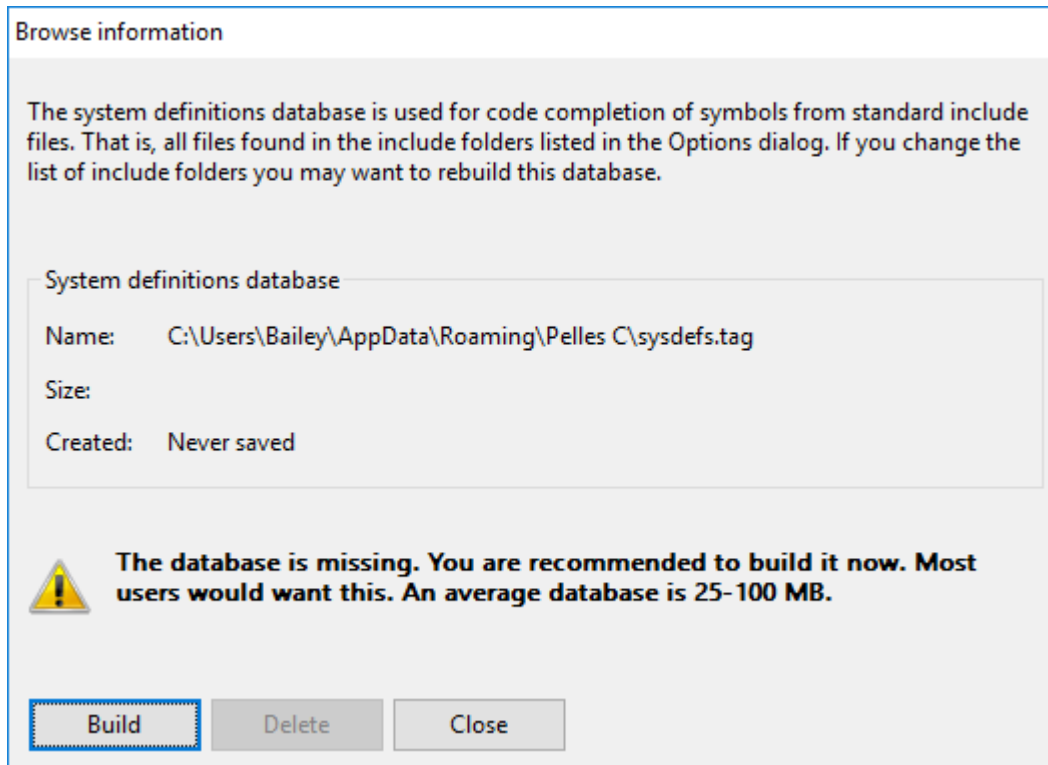 Browse information
The system definitions database is used for code completion of symbols from standard include
files. That is, all files found in the include folders listed in the Options dialog. If you change the
list of include folders you may want to rebuild this database.
System definitions database
Name: C:\Users\Bailey\AppData\Roaming\Pelles C\sysdefs.tag
Size:
Created: Never saved
The database is missing. You are recommended to build it now. Most
users would want this. An average database is 25-100 MB.
Build Delete Close